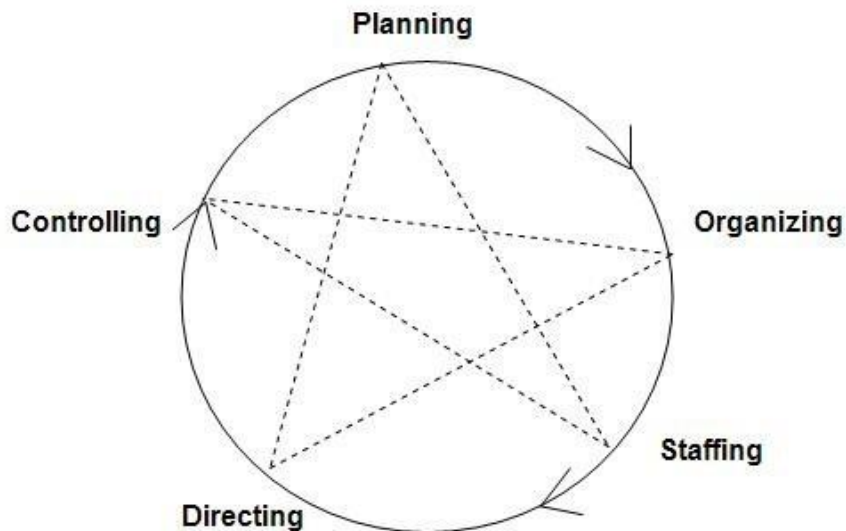 Planning
Organizing
Staffing
Directing
Controlling